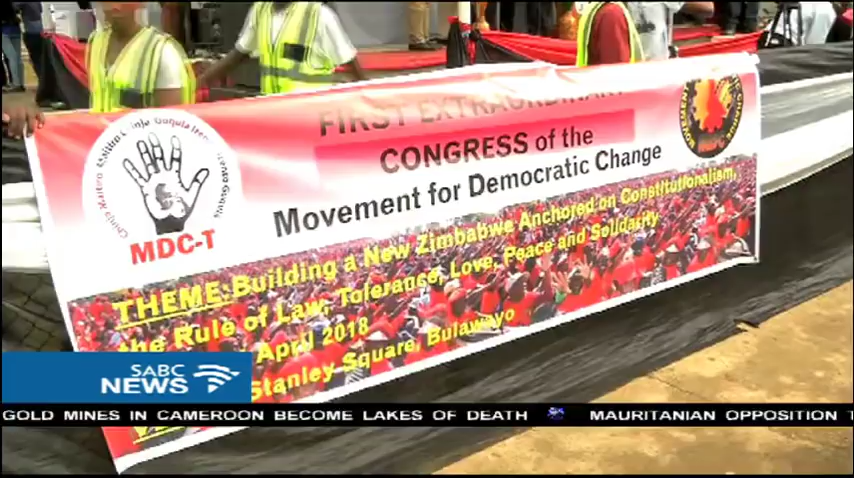 FIRST EXTRAORDINARY
CONGRESS of the
Movement for Democratic Change
MDC-T
THEME: Building a New Zimbabwe Anchored on Constitutionalism,
the Rule of Law, Tolerance, Love, Peace and Solidarity
April 2018
Stanley Square, Bulawayo
MOVEMENT
CHANGE
SABC
NEWS
GOLD MINES IN CAMEROON BECOME LAKES OF DEATH MAURITANIAN OPPOSITION